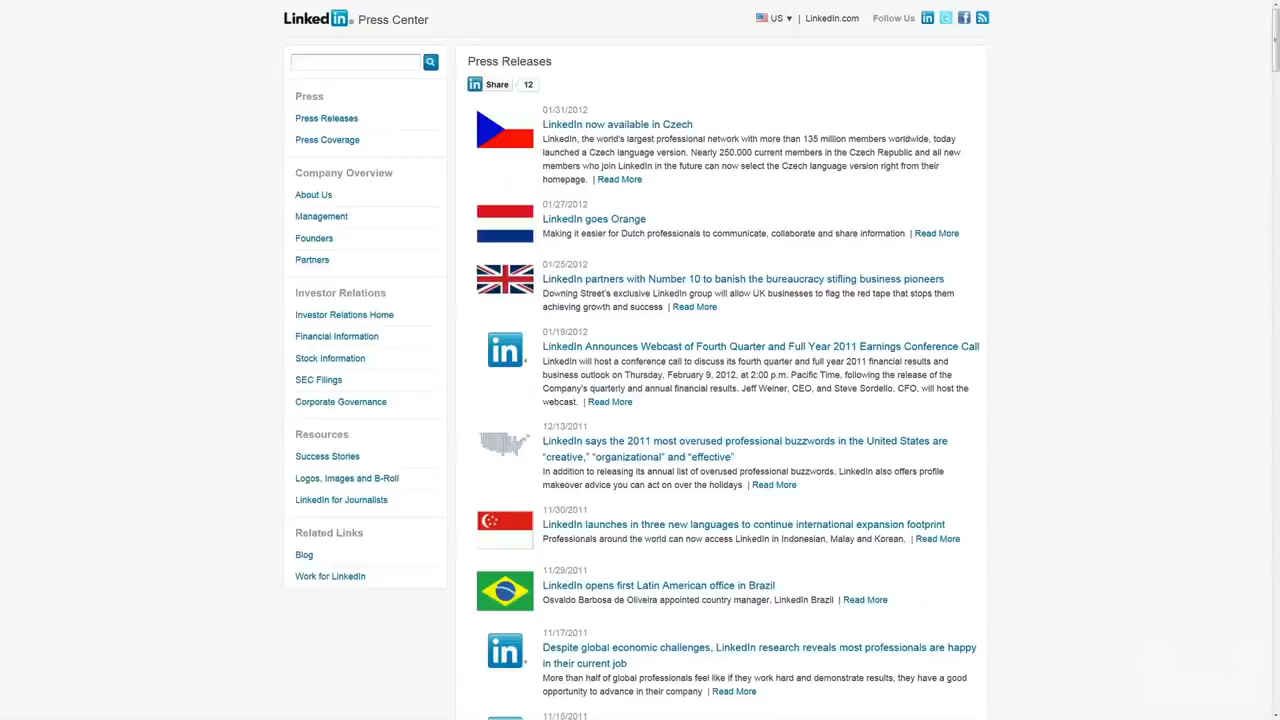 Linked in Press Center
US ▼ | LinkedIn.com Follow Us
Press
Press Releases
Press Coverage
Company Overview
About Us
Management
Founders
Partners
Investor Relations
Investor Relations Home
Financial Information
Stock Information
SEC Filings
Corporate Governance
Resources
Success Stories
Logos, Images and B-Roll
LinkedIn for Journalists
Related Links
Blog
Work for LinkedIn
Press Releases
in Share 12
01/31/2012
LinkedIn now available in Czech
LinkedIn, the world's largest professional network with more than 135 million members worldwide, today
launched a Czech language version. Nearly 250,000 current members in the Czech Republic and all new
members who join LinkedIn in the future can now select the Czech language version right from their
homepage. | Read More
01/27/2012
LinkedIn goes Orange
Making it easier for Dutch professionals to communicate, collaborate and share information | Read More
01/25/2012
LinkedIn partners with Number 10 to banish the bureaucracy stifling business pioneers
Downing Street's exclusive LinkedIn group will allow UK businesses to flag the red tape that stops them
achieving growth and success | Read More
01/19/2012
LinkedIn Announces Webcast of Fourth Quarter and Full Year 2011 Earnings Conference Call
LinkedIn will host a conference call to discuss its fourth quarter and full year 2011 financial results and
business outlook on Thursday, February 9, 2012, at 2:00 p.m. Pacific Time, following the release of the
Company's quarterly and annual financial results. Jeff Weiner, CEO, and Steve Sordello, CFO, will host the
webcast. | Read More
12/13/2011
LinkedIn says the 2011 most overused professional buzzwords in the United States are
“creative,” “organizational” and “effective”
In addition to releasing its annual list of overused professional buzzwords, LinkedIn also offers profile
makeover advice you can act on over the holidays | Read More
11/30/2011
LinkedIn launches in three new languages to continue international expansion footprint
Professionals around the world can now access LinkedIn in Indonesian, Malay and Korean. | Read More
11/29/2011
LinkedIn opens first Latin American office in Brazil
Osvaldo Barbosa de Oliveira appointed country manager, LinkedIn Brazil | Read More
11/17/2011
Despite global economic challenges, LinkedIn research reveals most professionals are happy
in their current job
More than half of global professionals feel like if they work hard and demonstrate results, they have a good
opportunity to advance in their company | Read More
11/15/2011